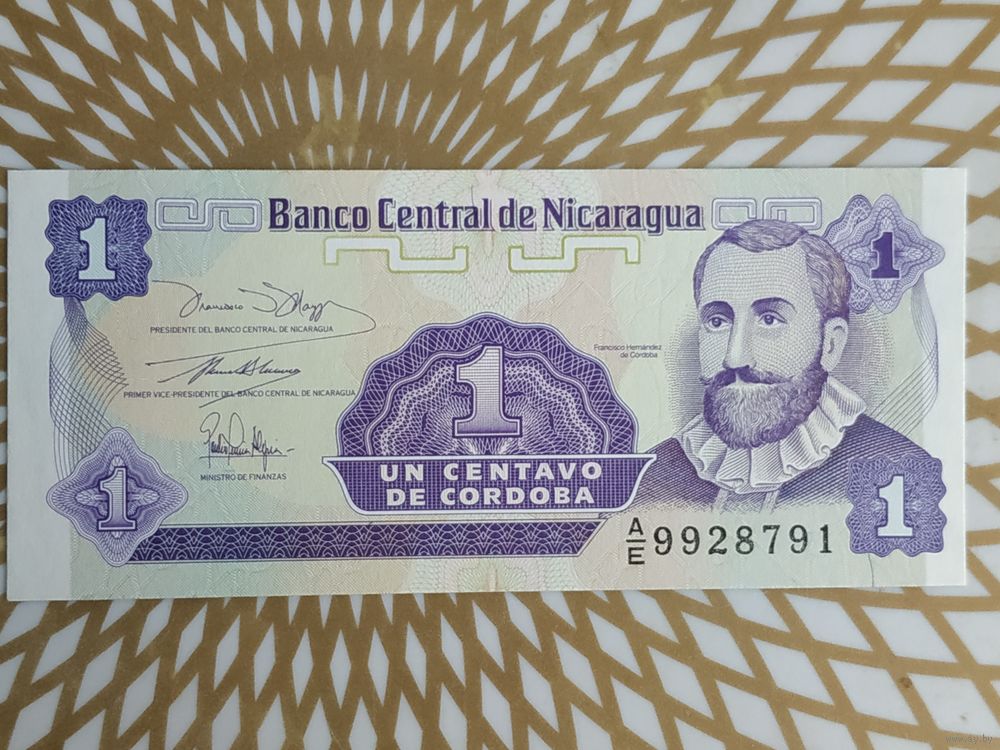 1
Banco Central de Nicaragua
1
PRESIDENTE DEL BANCO CENTRAL DE NICARAGUA
PRIMER VICE-PRESIDENTE DEL BANCO CENTRAL DE NICARAGUA
MINISTRO DE FINANZAS
1
UN CENTAVO
DE CORDOBA
Francisco Hernández
de Córdoba
1
A/E 9928791
1